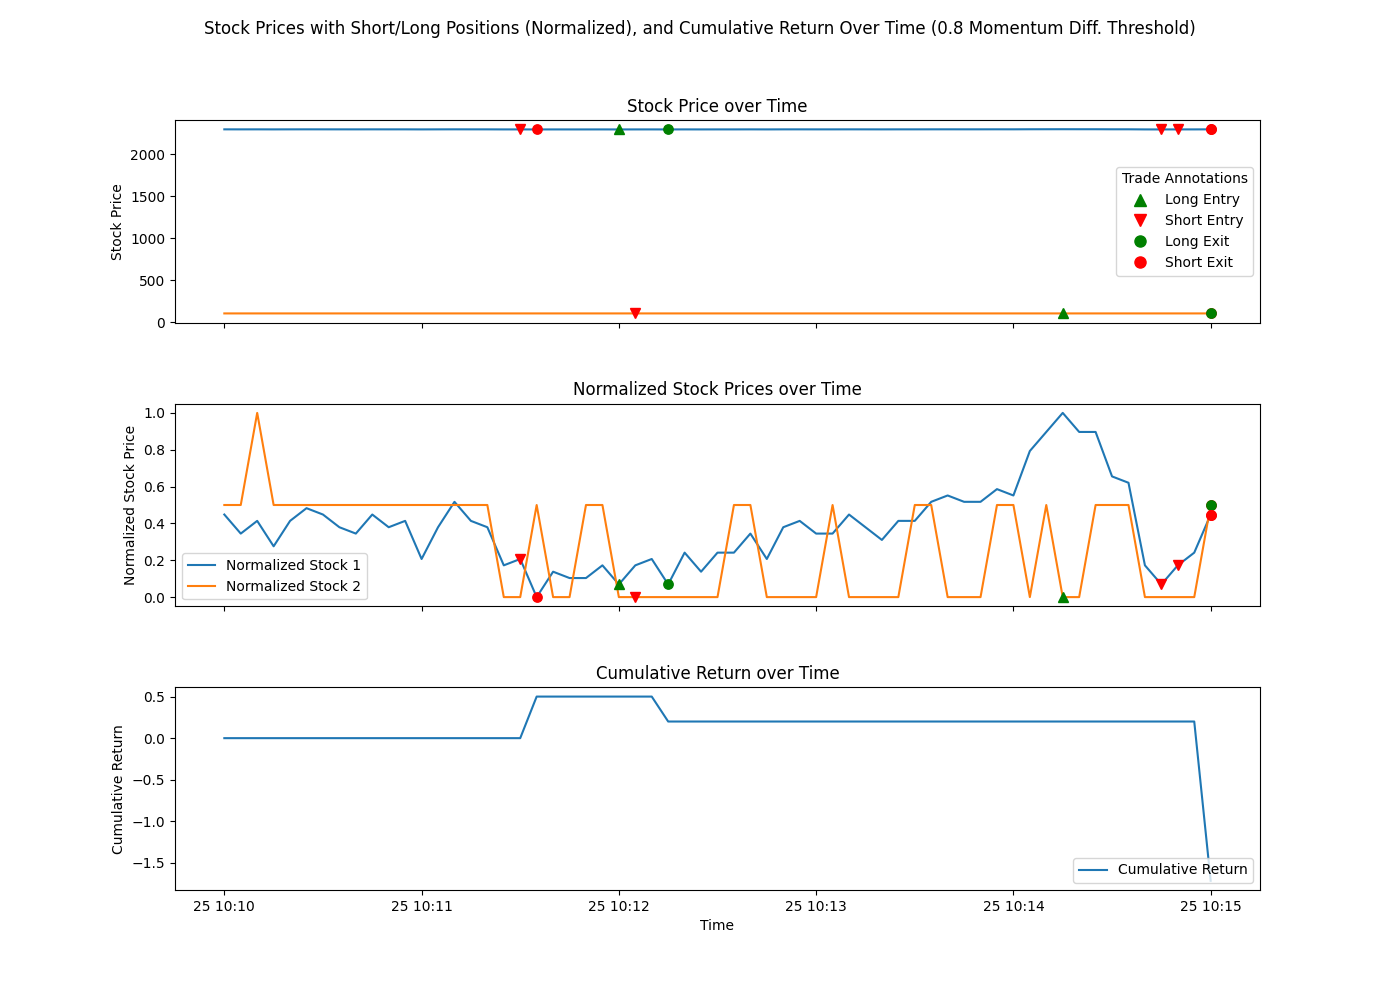 Stock Prices with Short/Long Positions (Normalized), and Cumulative Return Over Time (0.8 Momentum Diff. Threshold)
Stock Price over Time
Stock Price
2000
1500
1000
500
0
Trade Annotations
Long Entry
Short Entry
Long Exit
Short Exit
Normalized Stock Prices over Time
Normalized Stock Price
1.0
0.8
0.6
0.4
0.2
0.0
Normalized Stock 1
Normalized Stock 2
Cumulative Return over Time
Cumulative Return
0.5
0.0
−0.5
−1.0
−1.5
Cumulative Return
25 10:10 25 10:11 25 10:12 25 10:13 25 10:14 25 10:15
Time